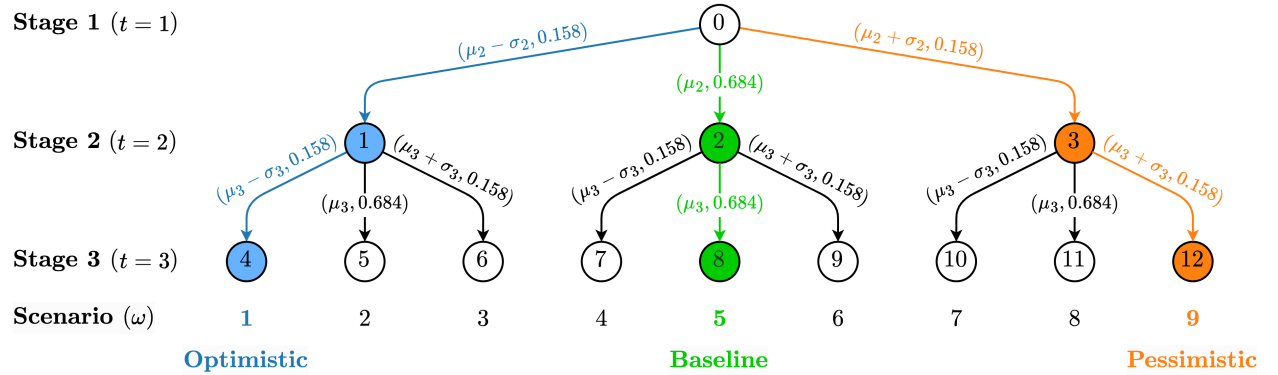 Stage 1 (t = 1)
0
(μ₂ − σ₂, 0.158)
(μ₂, 0.684)
(μ₂ + σ₂, 0.158)
Stage 2 (t = 2)
1
2
3
(μ₃ − σ₃, 0.158)
(μ₃, 0.684)
(μ₃ + σ₃, 0.158)
(μ₃ − σ₃, 0.158)
(μ₃, 0.684)
(μ₃ + σ₃, 0.158)
(μ₃ − σ₃, 0.158)
(μ₃, 0.684)
(μ₃ + σ₃, 0.158)
Stage 3 (t = 3)
4
5
6
7
8
9
10
11
12
Scenario (ω)
1
2
3
4
5
6
7
8
9
Optimistic
Baseline
Pessimistic